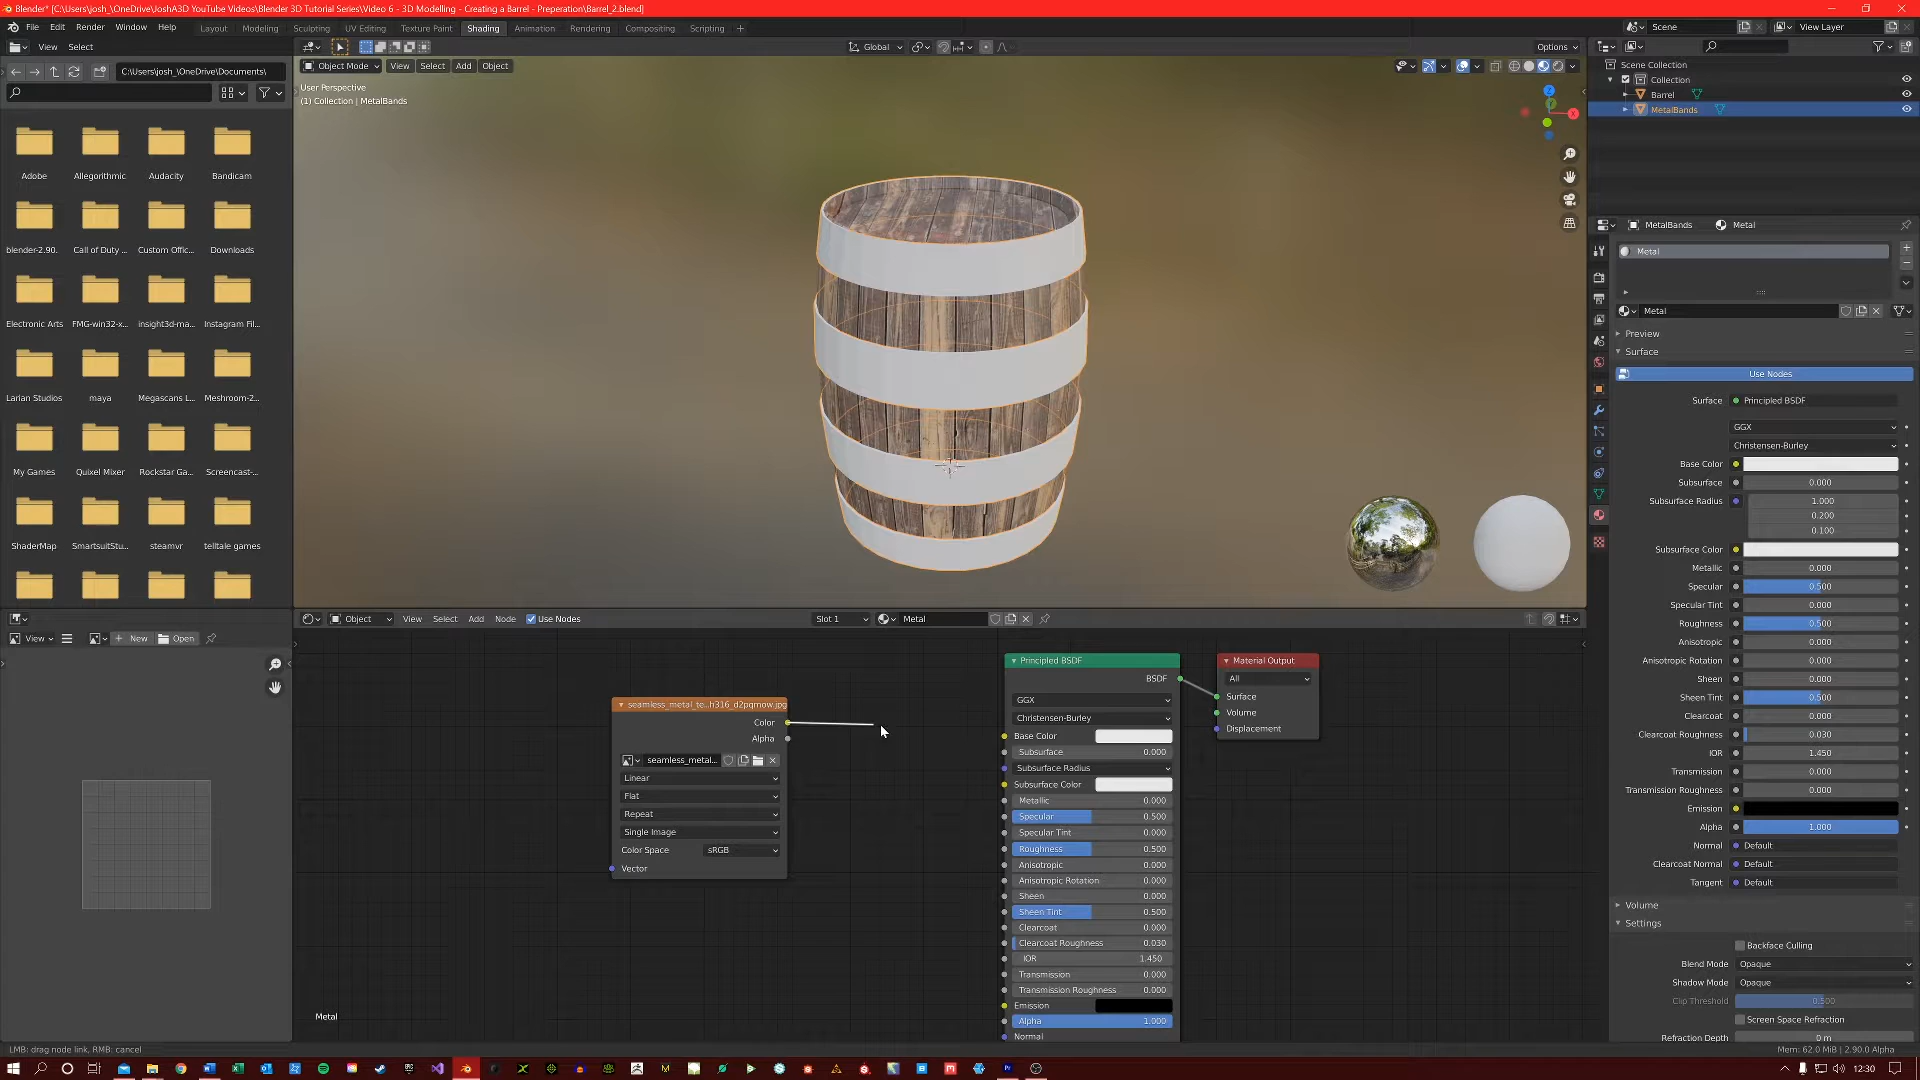 Blender* [C:\Users\josh_\OneDrive\JoshA3D YouTube Videos\Blender 3D Tutorial Series\Video 6 - 3D Modelling - Creating a Barrel - Preperation\Barrel_2.blend]
File Edit Render Window Help Layout Modeling Sculpting UV Editing Texture Paint Shading Animation Rendering Compositing Scripting + Scene View Layer
View Select Global Options
C:\Users\josh_\OneDrive\Documents\
Object Mode View Select Add Object
User Perspective
(1) Collection | MetalBands
Adobe Allegorithmic Audacity Bandicam
blender-2.90. Call of Duty ... Custom Offic... Downloads
Electronic Arts FMG-win32-x... insight3d-ma... Instagram Fil...
Larian Studios maya Megascans L... Meshroom-2...
My Games Quixel Mixer Rockstar Ga... Screencast-...
ShaderMap SmartsuitStu... steamvr telltale games
Z
Y
X
Scene Collection
Collection
Barrel
MetalBands
MetalBands Metal
Metal
Metal
Preview
Surface
Use Nodes
Surface Principled BSDF
GGX
Christensen-Burley
Base Color
Subsurface 0.000
Subsurface Radius 1.000
0.200
0.100
Subsurface Color
Metallic 0.000
Specular 0.500
Specular Tint 0.000
Roughness 0.500
Anisotropic 0.000
Anisotropic Rotation 0.000
Sheen 0.000
Sheen Tint 0.500
Clearcoat 0.000
Clearcoat Roughness 0.030
IOR 1.450
Transmission 0.000
Transmission Roughness 0.000
Emission
Alpha 1.000
Normal Default
Clearcoat Normal Default
Tangent Default
Volume
Settings
Backface Culling
Blend Mode Opaque
Shadow Mode Opaque
Clip Threshold 0.500
Screen Space Refraction
Refraction Depth 0 m
View New Open
Object View Select Add Node Use Nodes Slot 1 Metal
seamless_metal_te...h316_d2pqmow.jpg
Color
Alpha
seamless_metal...
Linear
Flat
Repeat
Single Image
Color Space sRGB
Vector
Principled BSDF
BSDF
GGX
Christensen-Burley
Base Color
Subsurface 0.000
Subsurface Radius
Subsurface Color
Metallic 0.000
Specular 0.500
Specular Tint 0.000
Roughness 0.500
Anisotropic 0.000
Anisotropic Rotation 0.000
Sheen 0.000
Sheen Tint 0.500
Clearcoat 0.000
Clearcoat Roughness 0.030
IOR 1.450
Transmission 0.000
Transmission Roughness 0.000
Emission
Alpha 1.000
Normal
Material Output
All
Surface
Volume
Displacement
Metal
LMB: drag node link, RMB: cancel
Mem: 62.0 MiB | 2.90.0 Alpha
12:30